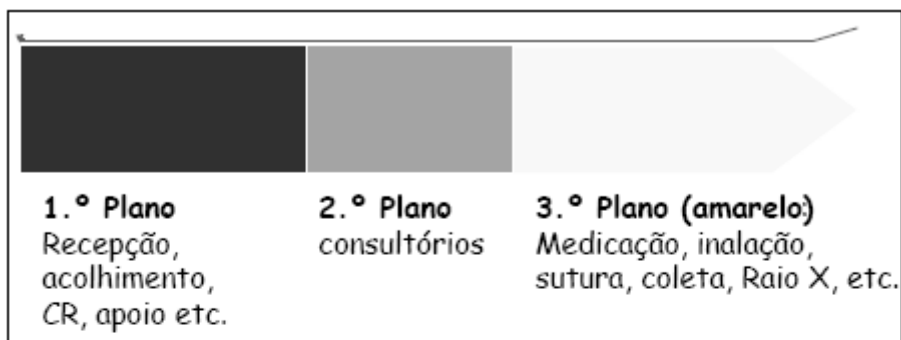 1.º Plano
Recepção,
acolhimento,
CR, apoio etc.
2.º Plano
consultórios
3.º Plano (amarelo)
Medicação, inalação,
sutura, coleta, Raio X, etc.